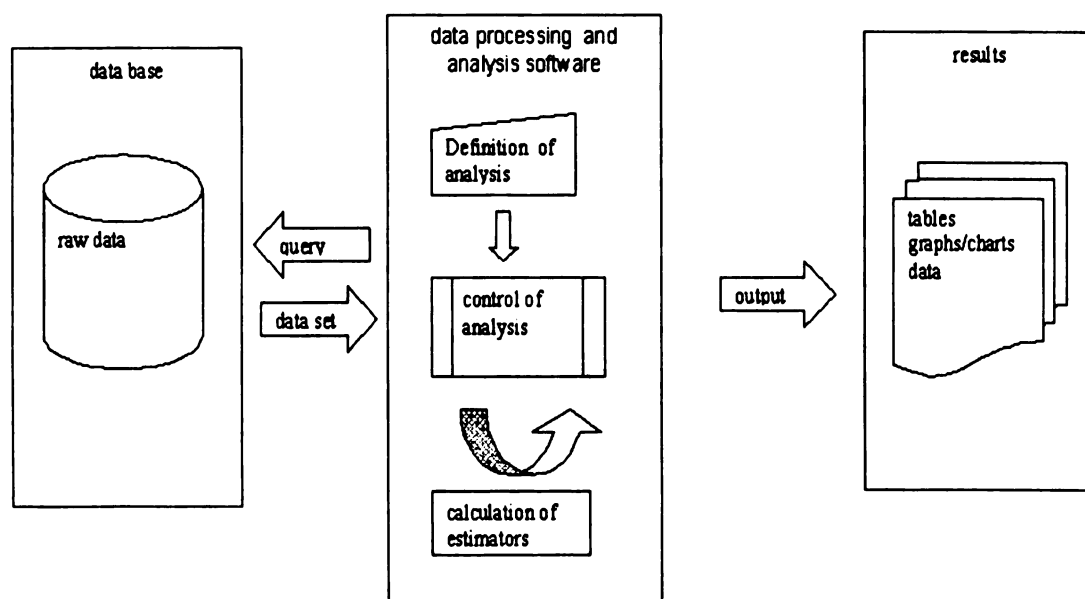 data base
raw data
query
data set
data processing and
analysis software
Definition of
analysis
control of
analysis
calculation of
estimators
output
results
tables
graphs/charts
data